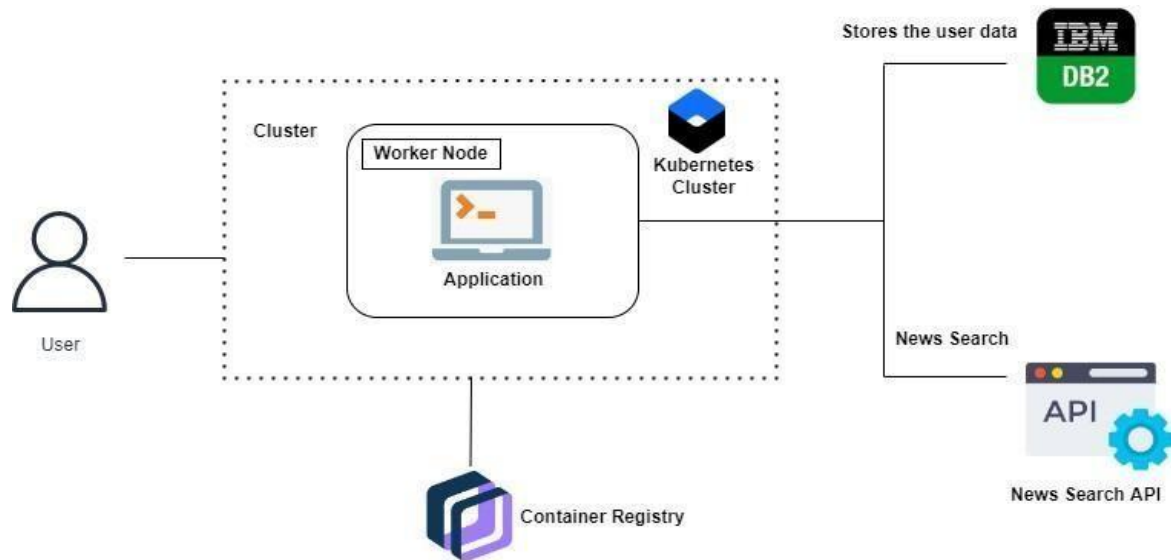 Stores the user data
IBM
DB2
Cluster
Worker Node
Kubernetes
Cluster
Application
User
News Search
API
Container Registry
News Search API